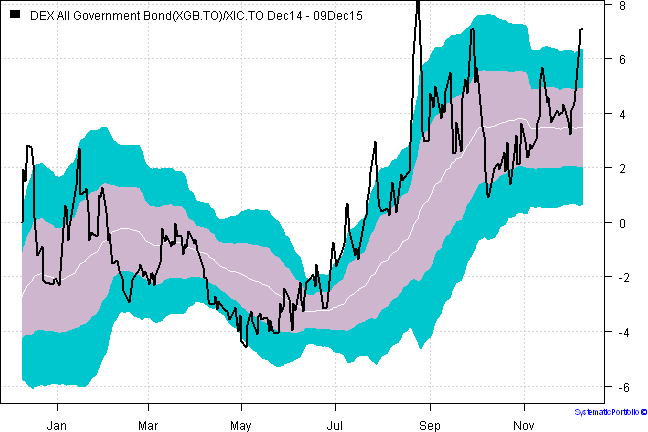 DEX All Government Bond(XGB.TO)/XIC.TO Dec14 - 09Dec15
8
6
4
2
0
-2
-4
-6
Jan Mar May Jul Sep Nov
SystematicPortfolio ©